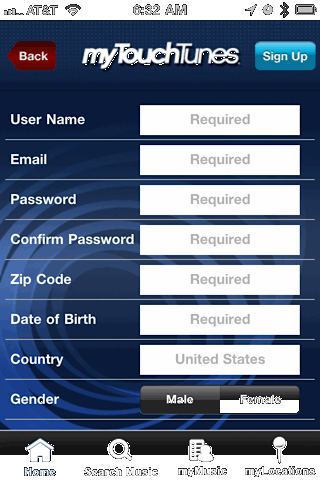 AT&T 6:32 AM
Back myTouchTunes Sign Up
User Name Required
Email Required
Password Required
Confirm Password Required
Zip Code Required
Date of Birth Required
Country United States
Gender Male Female
Home Search Music myMusic myLocations